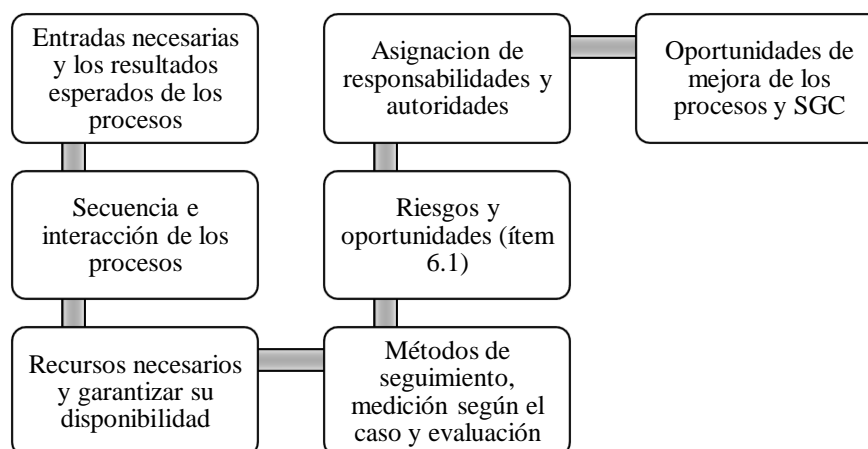 Entradas necesarias
y los resultados
esperados de los
procesos
Secuencia e
interacción de los
procesos
Recursos necesarios
y garantizar su
disponibilidad
Métodos de
seguimiento,
medición según el
caso y evaluación
Riesgos y
oportunidades (ítem
6.1)
Asignacion de
responsabilidades y
autoridades
Oportunidades de
mejora de los
procesos y SGC